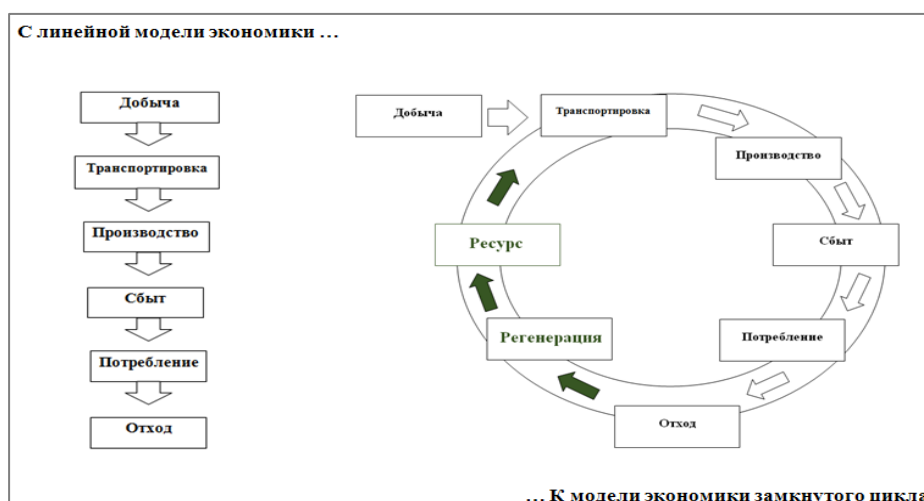 С линейной модели экономики ...
Добыча
Транспортировка
Производство
Сбыт
Потребление
Отход
Добыча
Транспортировка
Производство
Сбыт
Потребление
Отход
Регенерация
Ресурс
... К модели экономики замкнутого цикла